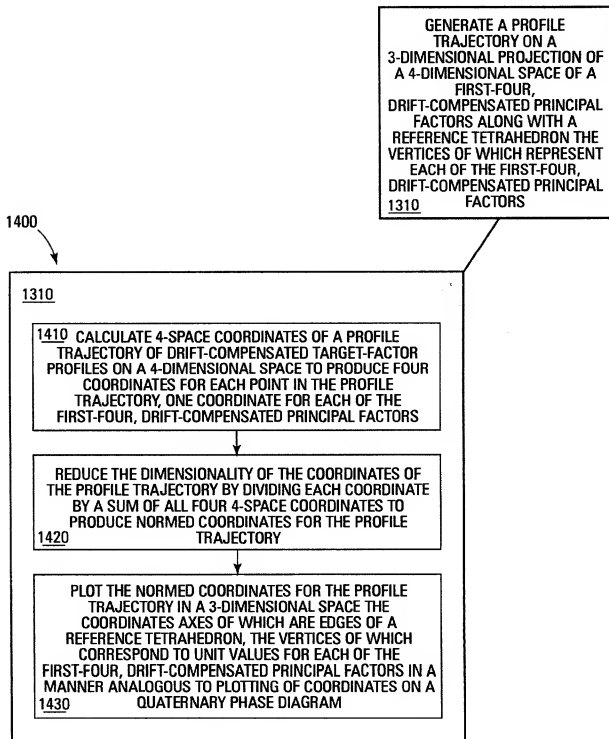 GENERATE A PROFILE
TRAJECTORY ON A
3-DIMENSIONAL PROJECTION OF
A 4-DIMENSIONAL SPACE OF A
FIRST-FOUR,
DRIFT-COMPENSATED PRINCIPAL
FACTORS ALONG WITH A
REFERENCE TETRAHEDRON THE
VERTICES OF WHICH REPRESENT
EACH OF THE FIRST-FOUR,
DRIFT-COMPENSATED PRINCIPAL
1310 FACTORS
1400
1310
1410 CALCULATE 4-SPACE COORDINATES OF A PROFILE
TRAJECTORY OF DRIFT-COMPENSATED TARGET-FACTOR
PROFILES ON A 4-DIMENSIONAL SPACE TO PRODUCE FOUR
COORDINATES FOR EACH POINT IN THE PROFILE
TRAJECTORY, ONE COORDINATE FOR EACH OF THE
FIRST-FOUR, DRIFT-COMPENSATED PRINCIPAL FACTORS
REDUCE THE DIMENSIONALITY OF THE COORDINATES OF
THE PROFILE TRAJECTORY BY DIVIDING EACH COORDINATE
BY A SUM OF ALL FOUR 4-SPACE COORDINATES TO
PRODUCE NORMED COORDINATES FOR THE PROFILE
1420 TRAJECTORY
PLOT THE NORMED COORDINATES FOR THE PROFILE
TRAJECTORY IN A 3-DIMENSIONAL SPACE THE
COORDINATES AXES OF WHICH ARE EDGES OF A
REFERENCE TETRAHEDRON, THE VERTICES OF WHICH
CORRESPOND TO UNIT VALUES FOR EACH OF THE
FIRST-FOUR, DRIFT-COMPENSATED PRINCIPAL FACTORS IN A
MANNER ANALOGOUS TO PLOTTING OF COORDINATES ON A
1430 QUATERNARY PHASE DIAGRAM